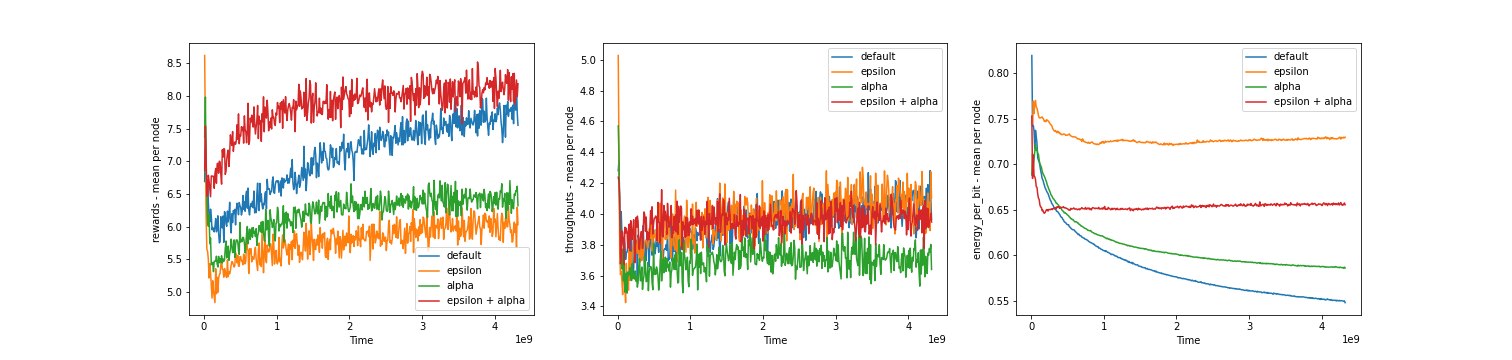 rewards - mean per node
8.5
8.0
7.5
7.0
6.5
6.0
5.5
5.0
default
epsilon
alpha
epsilon + alpha
0 1 2 3 4
1e9
Time
throughputs - mean per node
5.0
4.8
4.6
4.4
4.2
4.0
3.8
3.6
3.4
default
epsilon
alpha
epsilon + alpha
0 1 2 3 4
1e9
Time
energy_per_bit - mean per node
0.80
0.75
0.70
0.65
0.60
0.55
default
epsilon
alpha
epsilon + alpha
0 1 2 3 4
1e9
Time